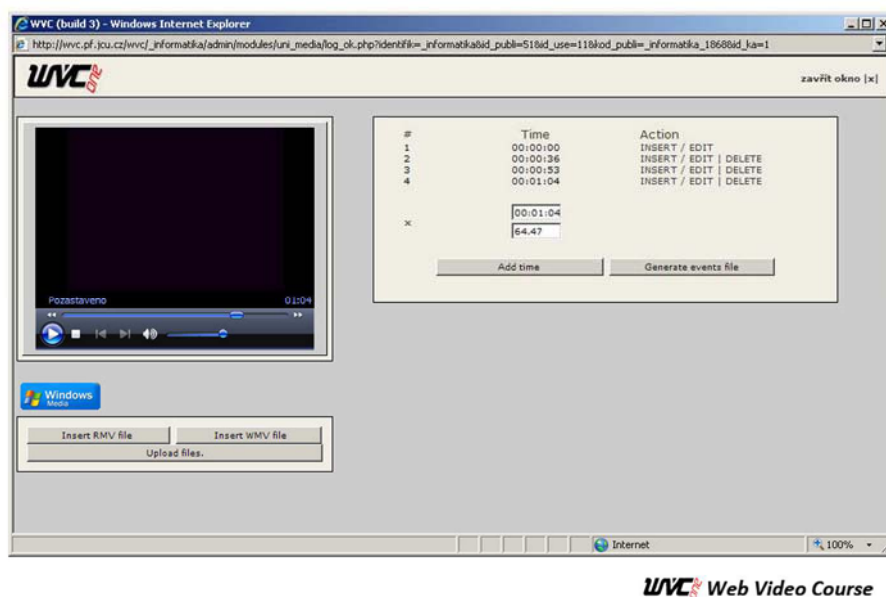 WVC (build 3) - Windows Internet Explorer
http://wvc.pf.jcu.cz/wvc/_informatika/admin/modules/uni_media/log_ok.php?identifik=_informatika&id_publi=51&id_use=11&kod_publi=_informatika_1868&id_ka=1
WVC one
zavřít okno |x|
# Time Action
1 00:00:00 INSERT / EDIT
2 00:00:36 INSERT / EDIT | DELETE
3 00:00:53 INSERT / EDIT | DELETE
4 00:01:04 INSERT / EDIT | DELETE
00:01:04
x
64.47
Add time Generate events file
Pozastaveno 01:04
Windows
Media
Insert RMV file Insert WMV file
Upload files.
Internet 100%
WVC one Web Video Course